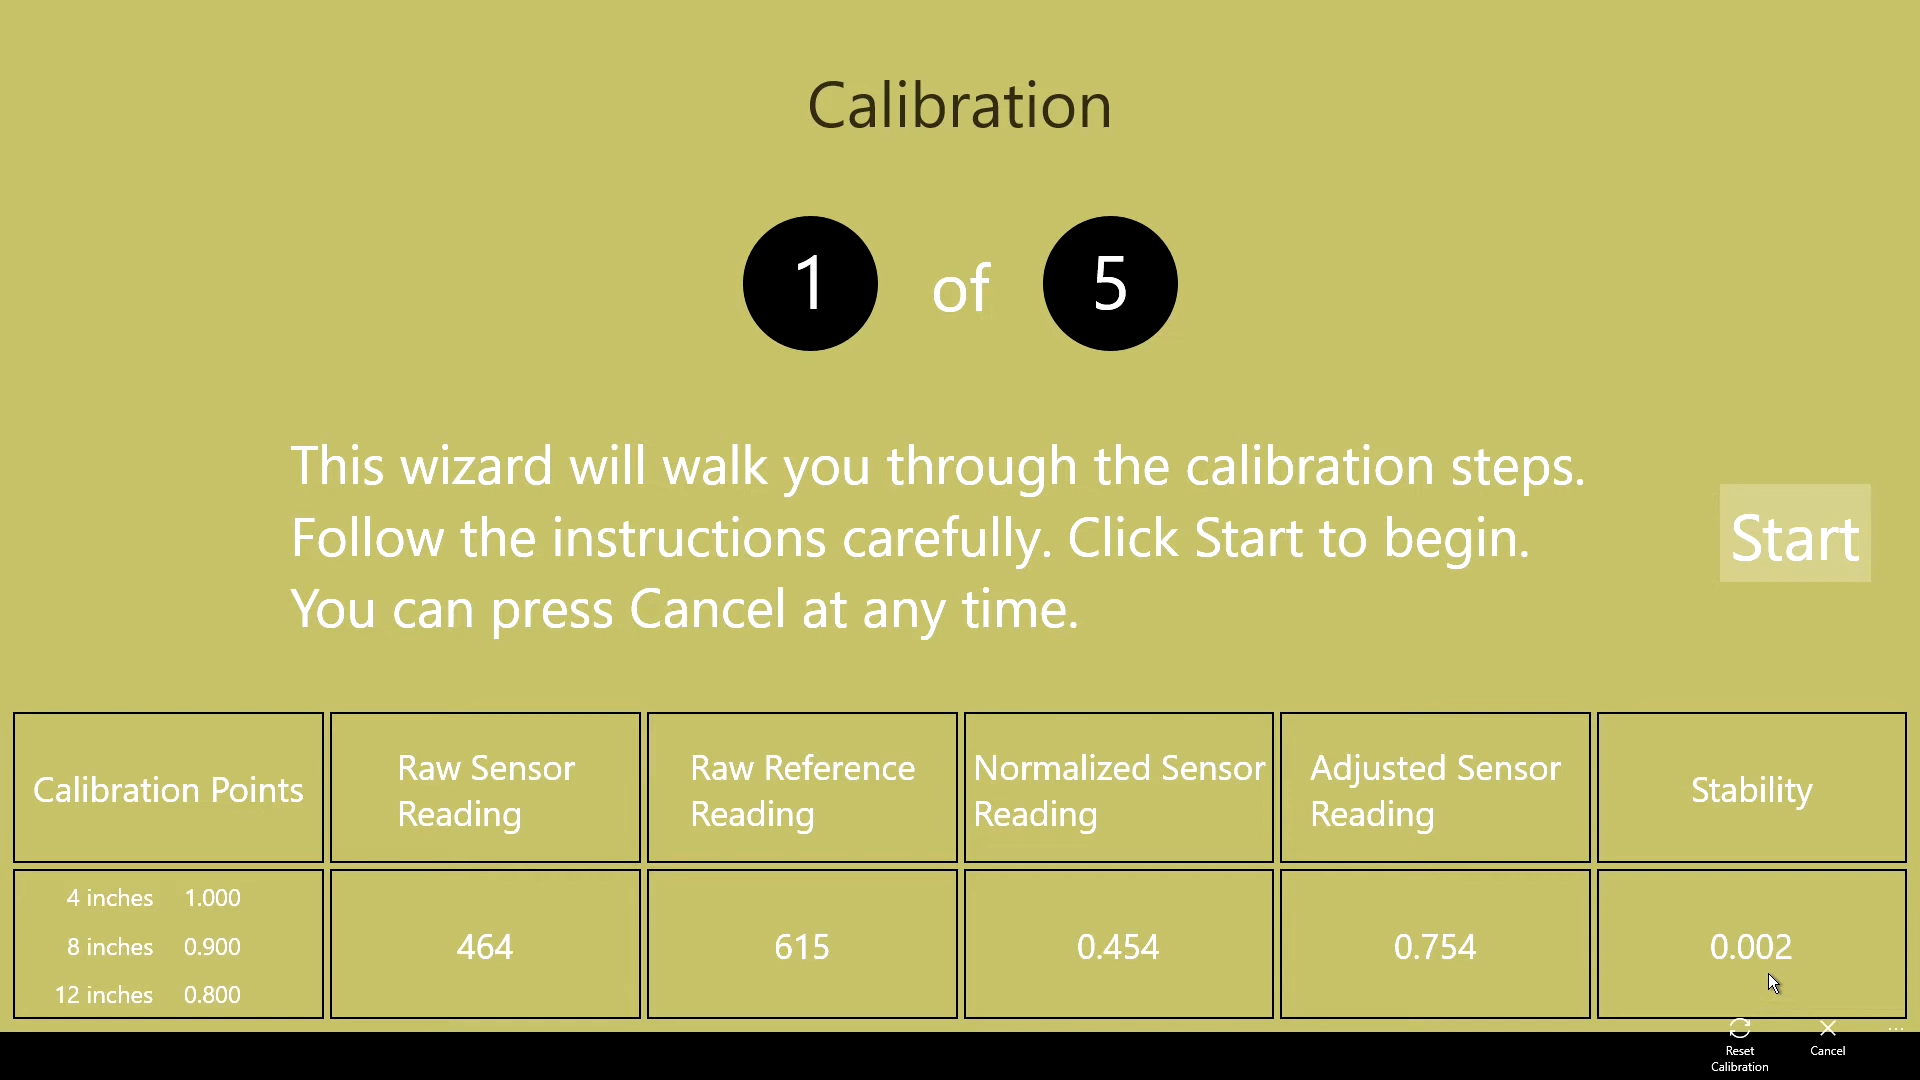 Calibration
1 of 5
This wizard will walk you through the calibration steps.
Follow the instructions carefully. Click Start to begin.
You can press Cancel at any time.
Start
Calibration Points
Raw Sensor
Reading
Raw Reference
Reading
Normalized Sensor
Reading
Adjusted Sensor
Reading
Stability
4 inches 1.000
8 inches 0.900
12 inches 0.800
464
615
0.454
0.754
0.002
Reset
Calibration
Cancel